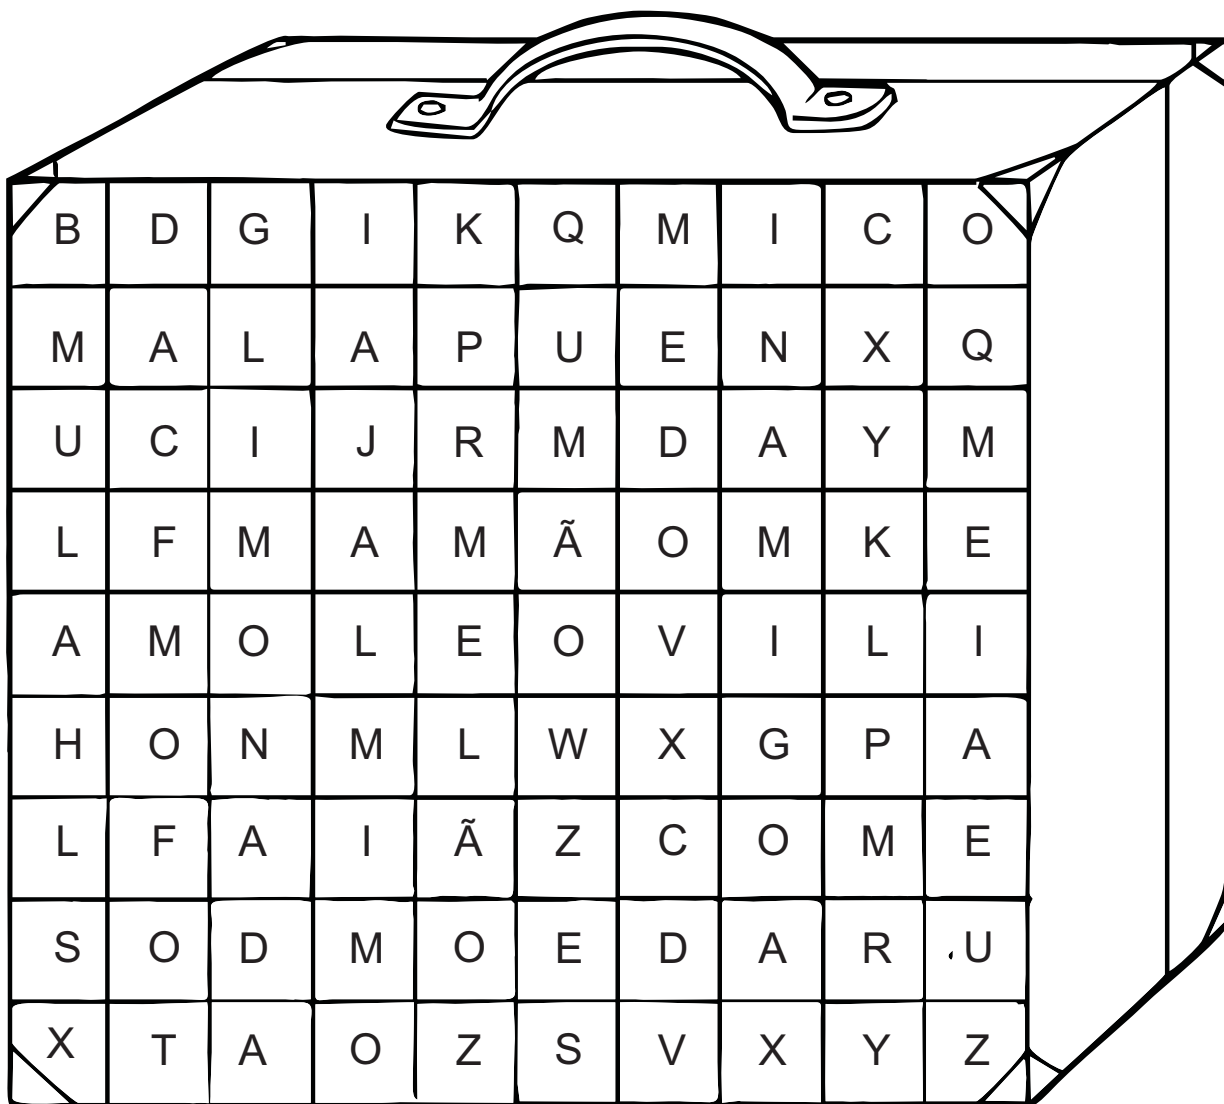 B D G I K Q M I C O
M A L A P U E N X Q
U C I J R M D A Y M
L F M A M Ã O M K E
A M O L E O V I L I
H O N M L W X G P A
L F A I Ã Z C O M E
S O D M O E D A R U
X T A O Z S V X Y Z